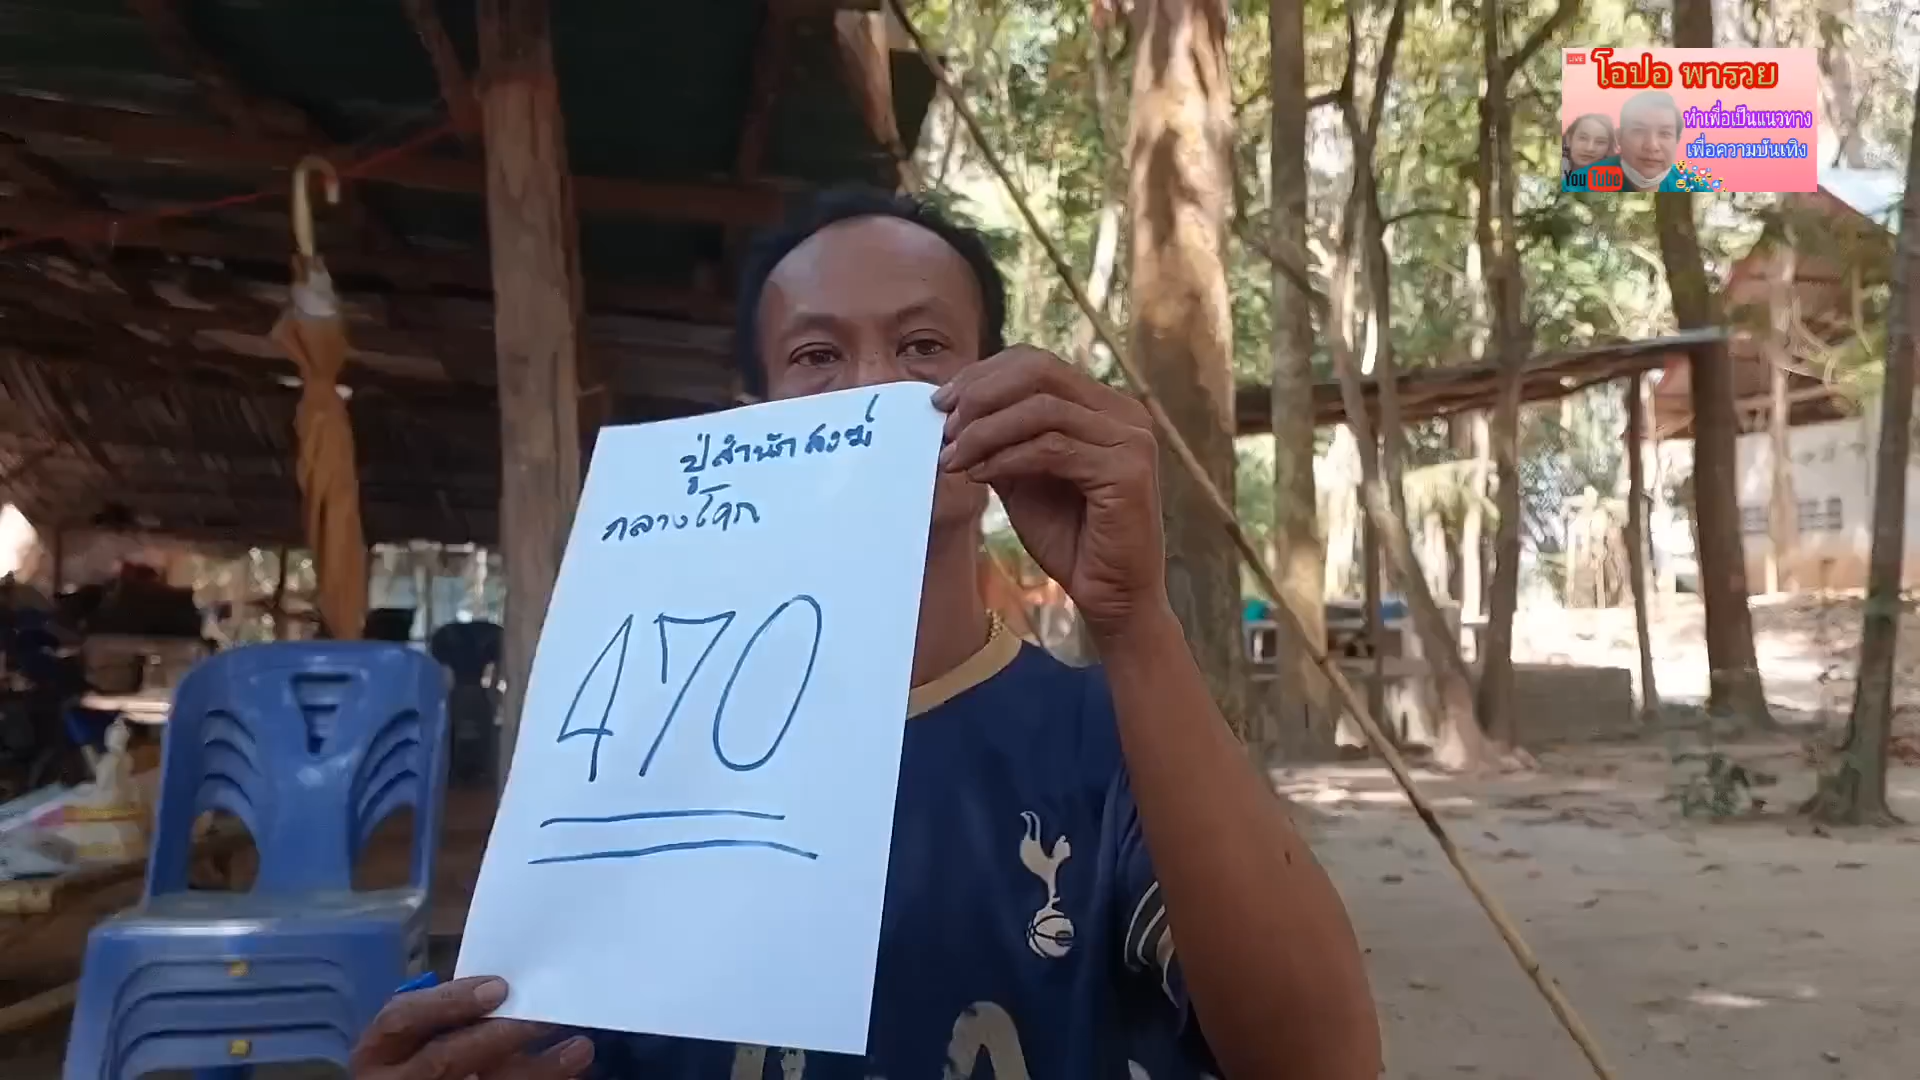 LIVE
โอปอ พารวย
ทำเพื่อเป็นแนวทาง
เพื่อความบันเทิง
YouTube
ปู่สำนักสงฆ์
กลางโคก
470